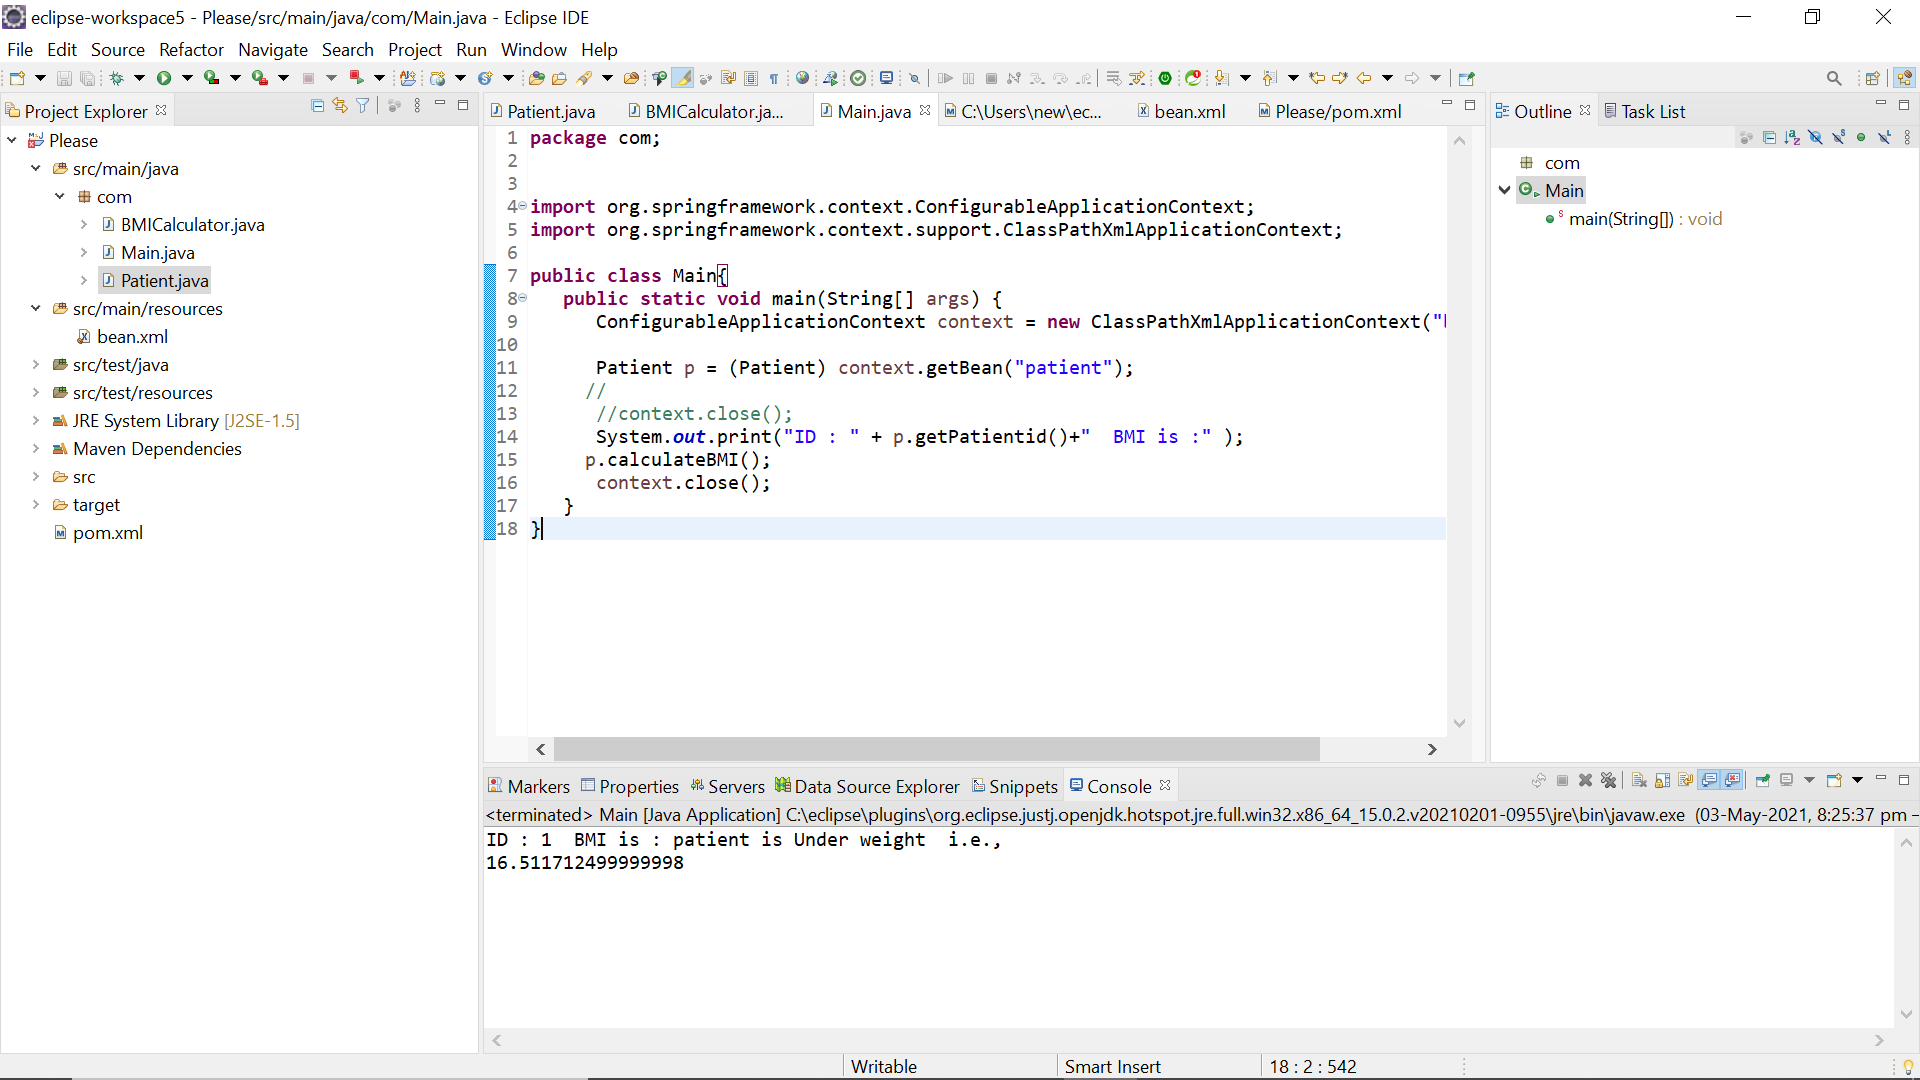 eclipse-workspace5 - Please/src/main/java/com/Main.java - Eclipse IDE
File Edit Source Refactor Navigate Search Project Run Window Help
Project Explorer
Please
src/main/java
com
BMICalculator.java
Main.java
Patient.java
src/main/resources
bean.xml
src/test/java
src/test/resources
JRE System Library [J2SE-1.5]
Maven Dependencies
src
target
pom.xml
Patient.java BMICalculator.ja... Main.java C:\Users\new\ec... bean.xml Please/pom.xml
1 package com;
2
3
4 import org.springframework.context.ConfigurableApplicationContext;
5 import org.springframework.context.support.ClassPathXmlApplicationContext;
6
7 public class Main{
8 public static void main(String[] args) {
9 ConfigurableApplicationContext context = new ClassPathXmlApplicationContext("
10
11 Patient p = (Patient) context.getBean("patient");
12 //
13 //context.close();
14 System.out.print("ID : " + p.getPatientid()+"  BMI is :" );
15 p.calculateBMI();
16 context.close();
17 }
18 }
Outline Task List
com
Main
main(String[]) : void
Markers Properties Servers Data Source Explorer Snippets Console
<terminated> Main [Java Application] C:\eclipse\plugins\org.eclipse.justj.openjdk.hotspot.jre.full.win32.x86_64_15.0.2.v20210201-0955\jre\bin\javaw.exe (03-May-2021, 8:25:37 pm –
ID : 1  BMI is : patient is Under weight  i.e.,
16.511712499999998
Writable Smart Insert 18 : 2 : 542